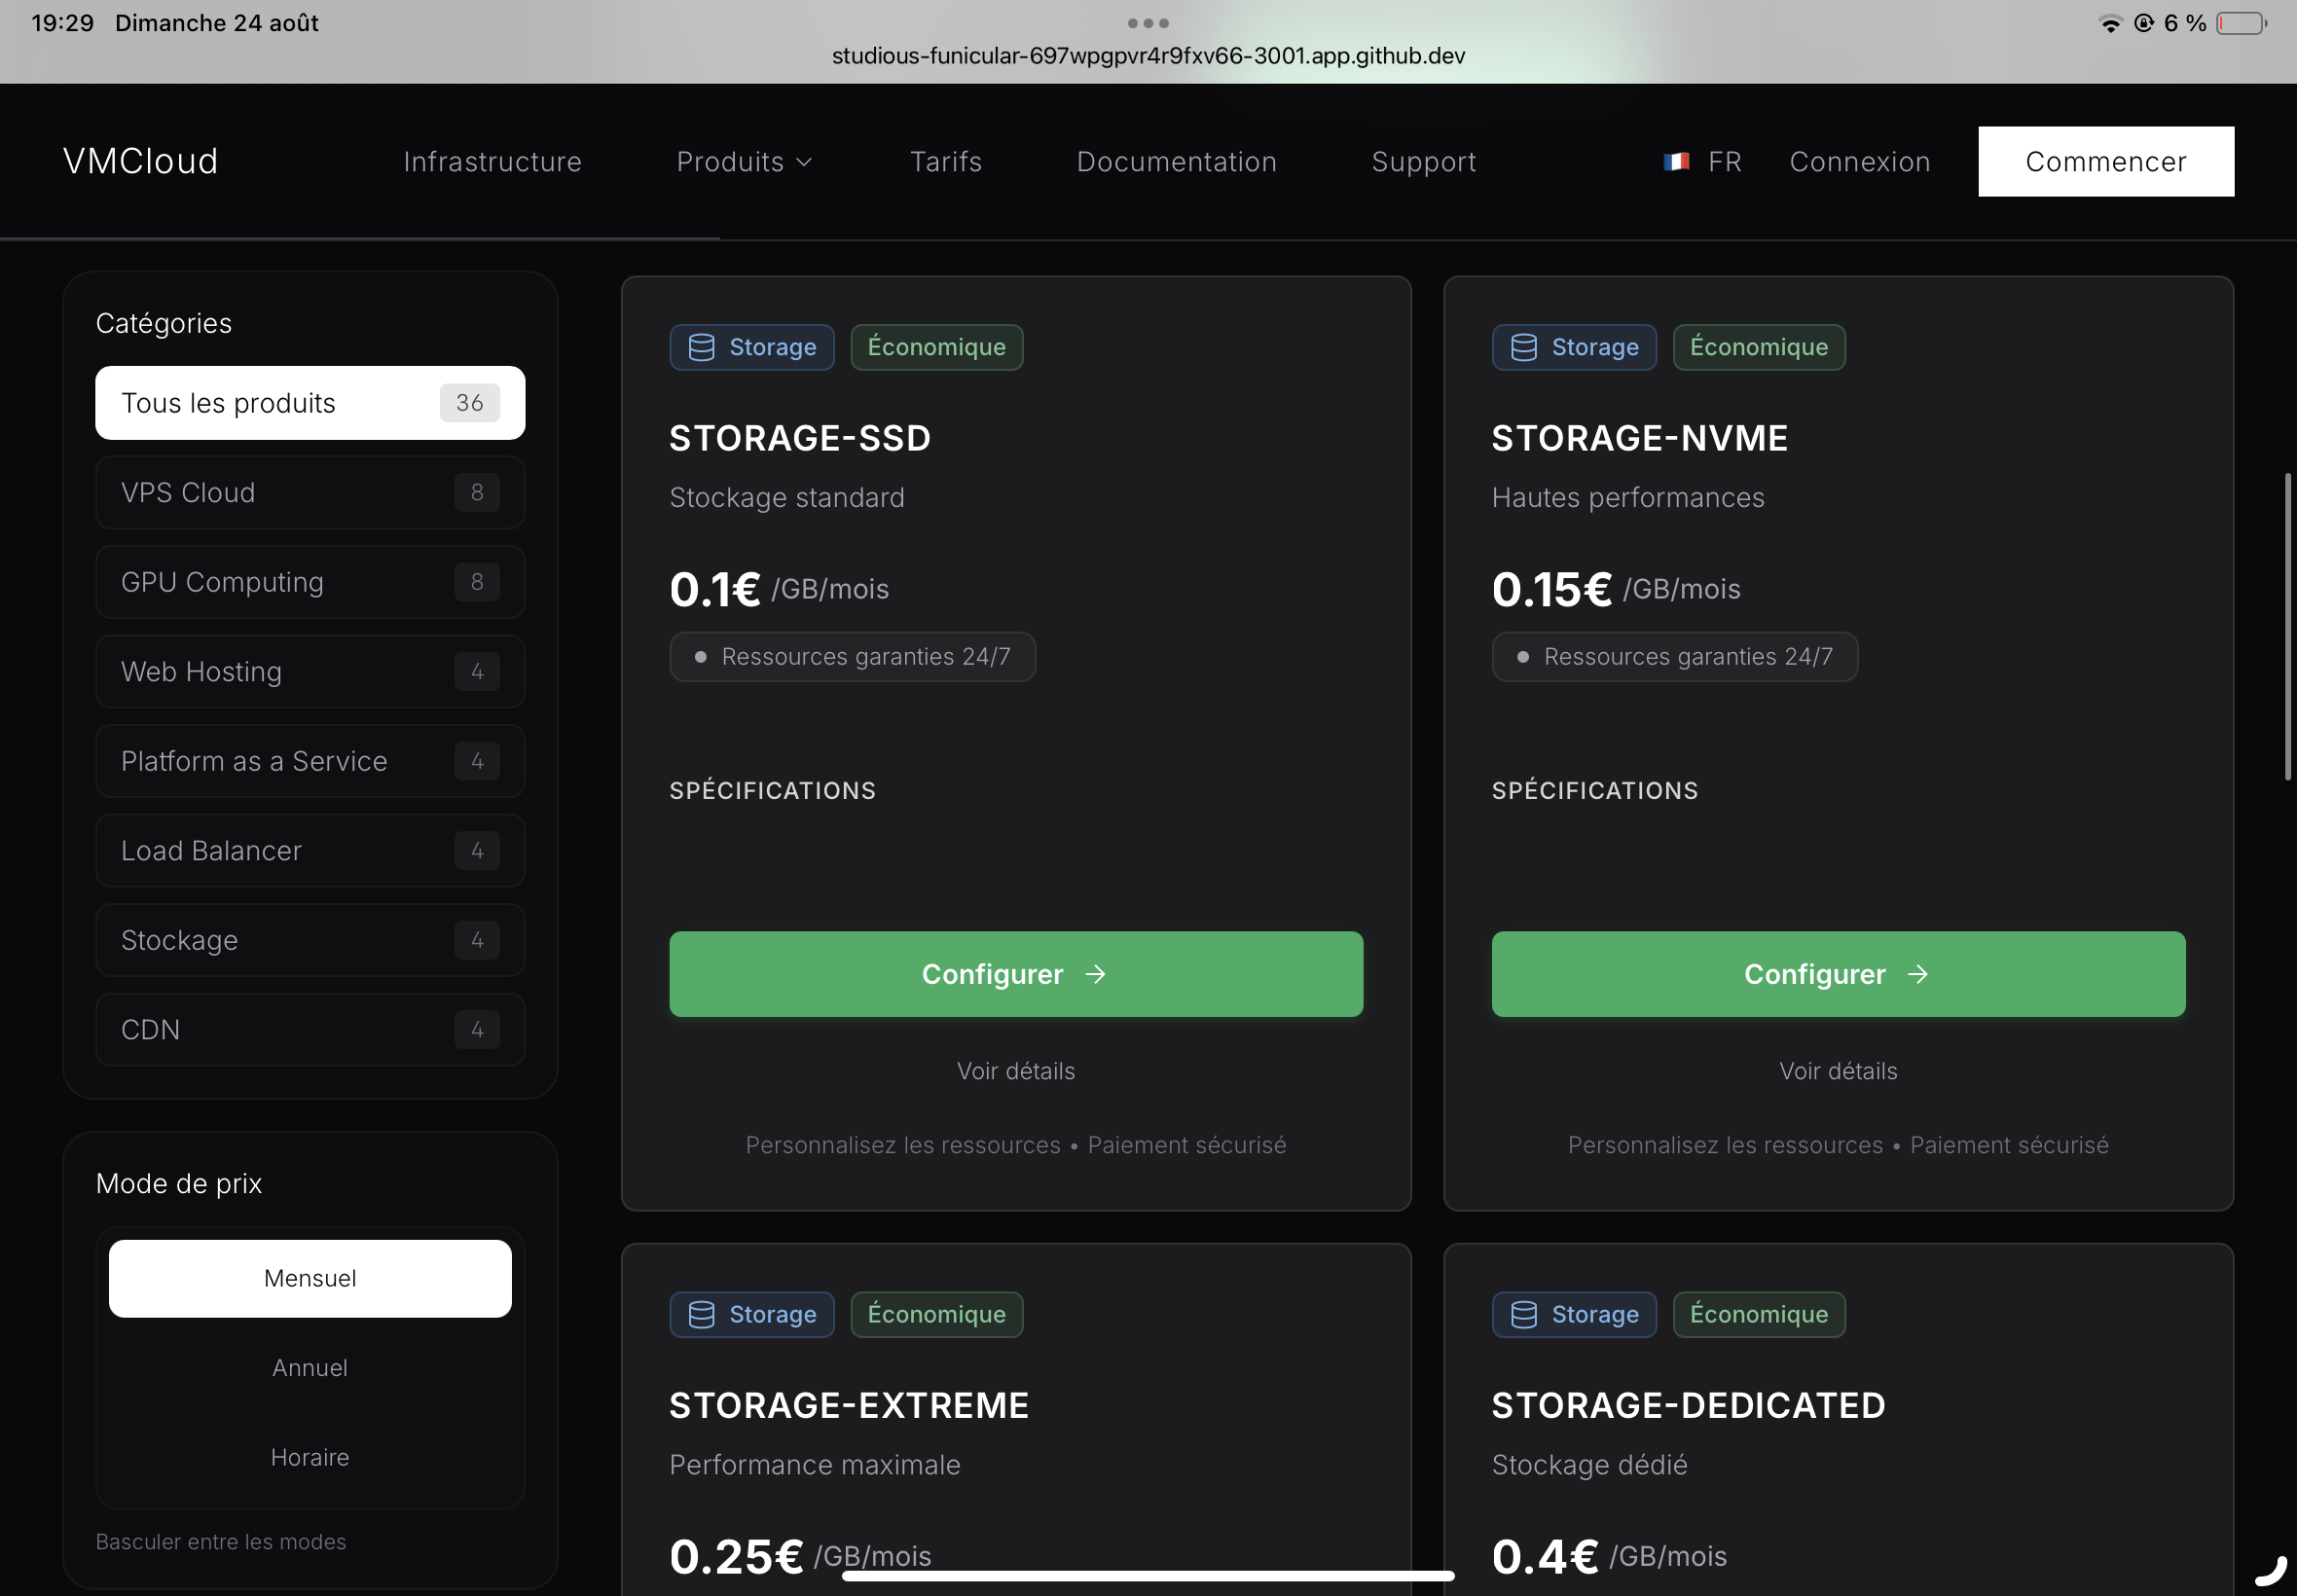 19:29 Dimanche 24 août
6 %
studious-funicular-697wpgpvr4r9fxv66-3001.app.github.dev
VMCloud
Infrastructure
Produits
Tarifs
Documentation
Support
FR
Connexion
Commencer
Catégories
Tous les produits 36
VPS Cloud 8
GPU Computing 8
Web Hosting 4
Platform as a Service 4
Load Balancer 4
Stockage 4
CDN 4
Mode de prix
Mensuel
Annuel
Horaire
Basculer entre les modes
Storage Économique
STORAGE-SSD
Stockage standard
0.1€ /GB/mois
Ressources garanties 24/7
SPÉCIFICATIONS
Configurer →
Voir détails
Personnalisez les ressources • Paiement sécurisé
Storage Économique
STORAGE-NVME
Hautes performances
0.15€ /GB/mois
Ressources garanties 24/7
SPÉCIFICATIONS
Configurer →
Voir détails
Personnalisez les ressources • Paiement sécurisé
Storage Économique
STORAGE-EXTREME
Performance maximale
0.25€ /GB/mois
Storage Économique
STORAGE-DEDICATED
Stockage dédié
0.4€ /GB/mois